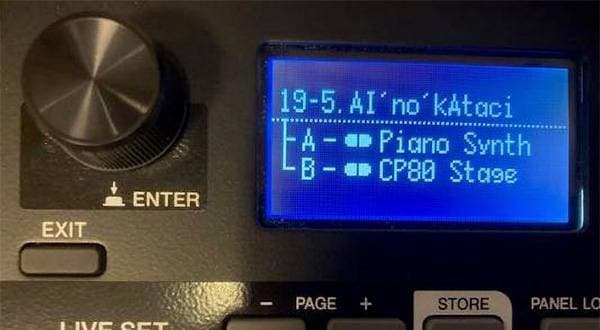 19-5. AI´no´kAtaci
A - Piano Synth
B - CP80 Stage
ENTER
EXIT
- PAGE +
STORE
PANEL LO
LIVE SET